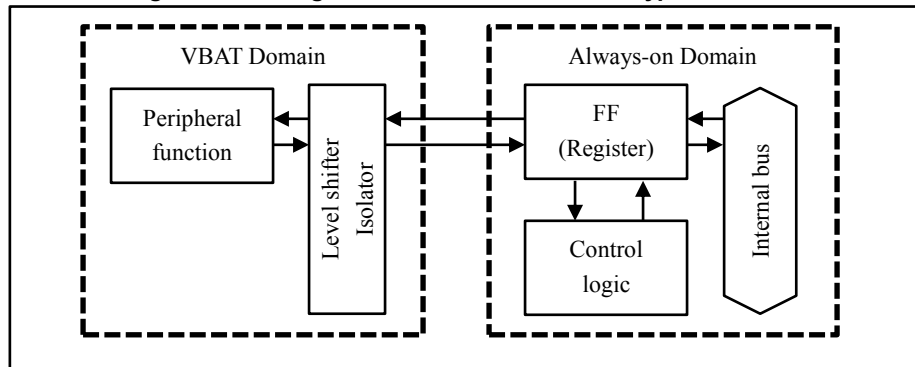 VBAT Domain
Always-on Domain
Peripheral
function
Level shifter
Isolator
FF
(Register)
Control
logic
Internal bus